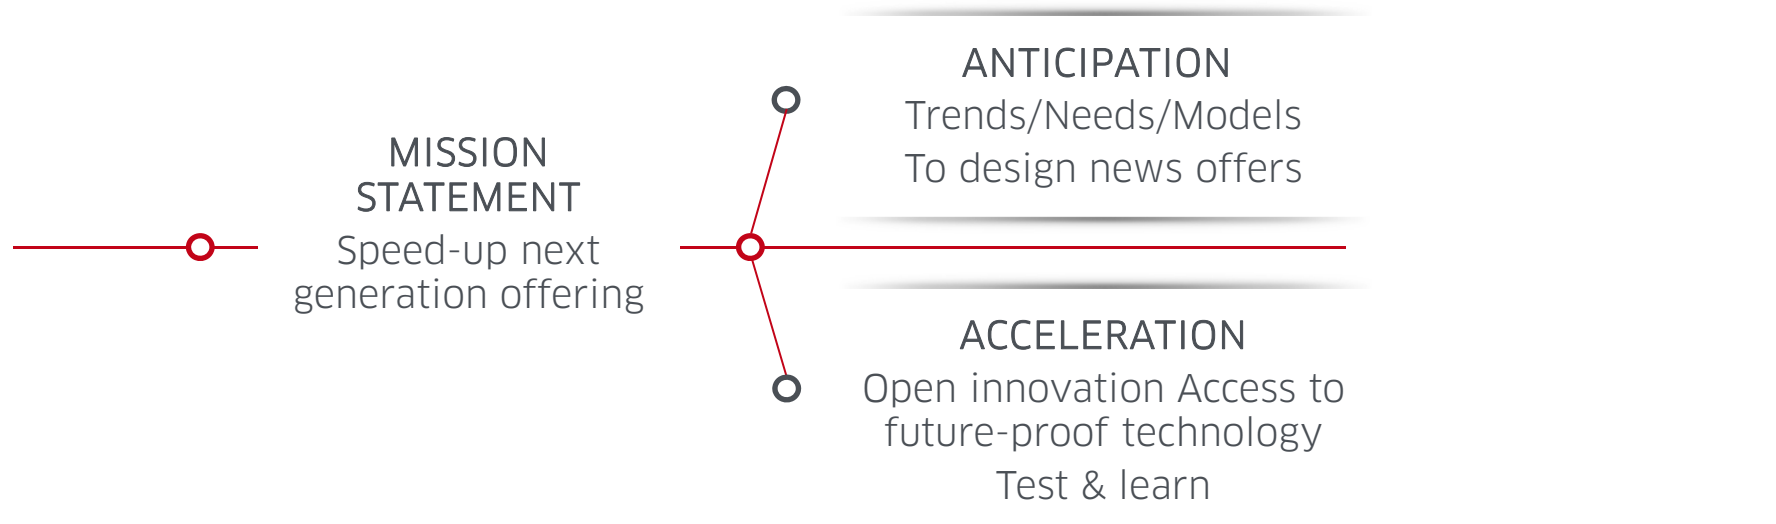 MISSION
STATEMENT
Speed-up next
generation offering
ANTICIPATION
Trends/Needs/Models
To design news offers
ACCELERATION
Open innovation Access to
future-proof technology
Test & learn